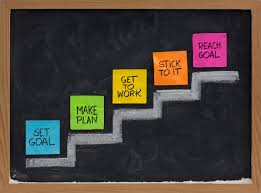 SET
GOAL
MAKE
PLAN
GET
TO
WORK
STICK
TO IT
REACH
GOAL